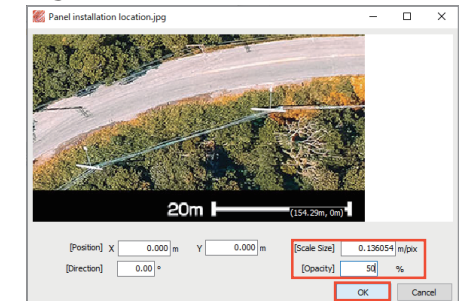 Panel installation location.jpg
20m
(154.29m, 0m)
[Position] X 0.000 m Y 0.000 m [Scale Size] 0.136054 m/pix
[Direction] 0.00 ° [Opacity] 50 %
OK Cancel